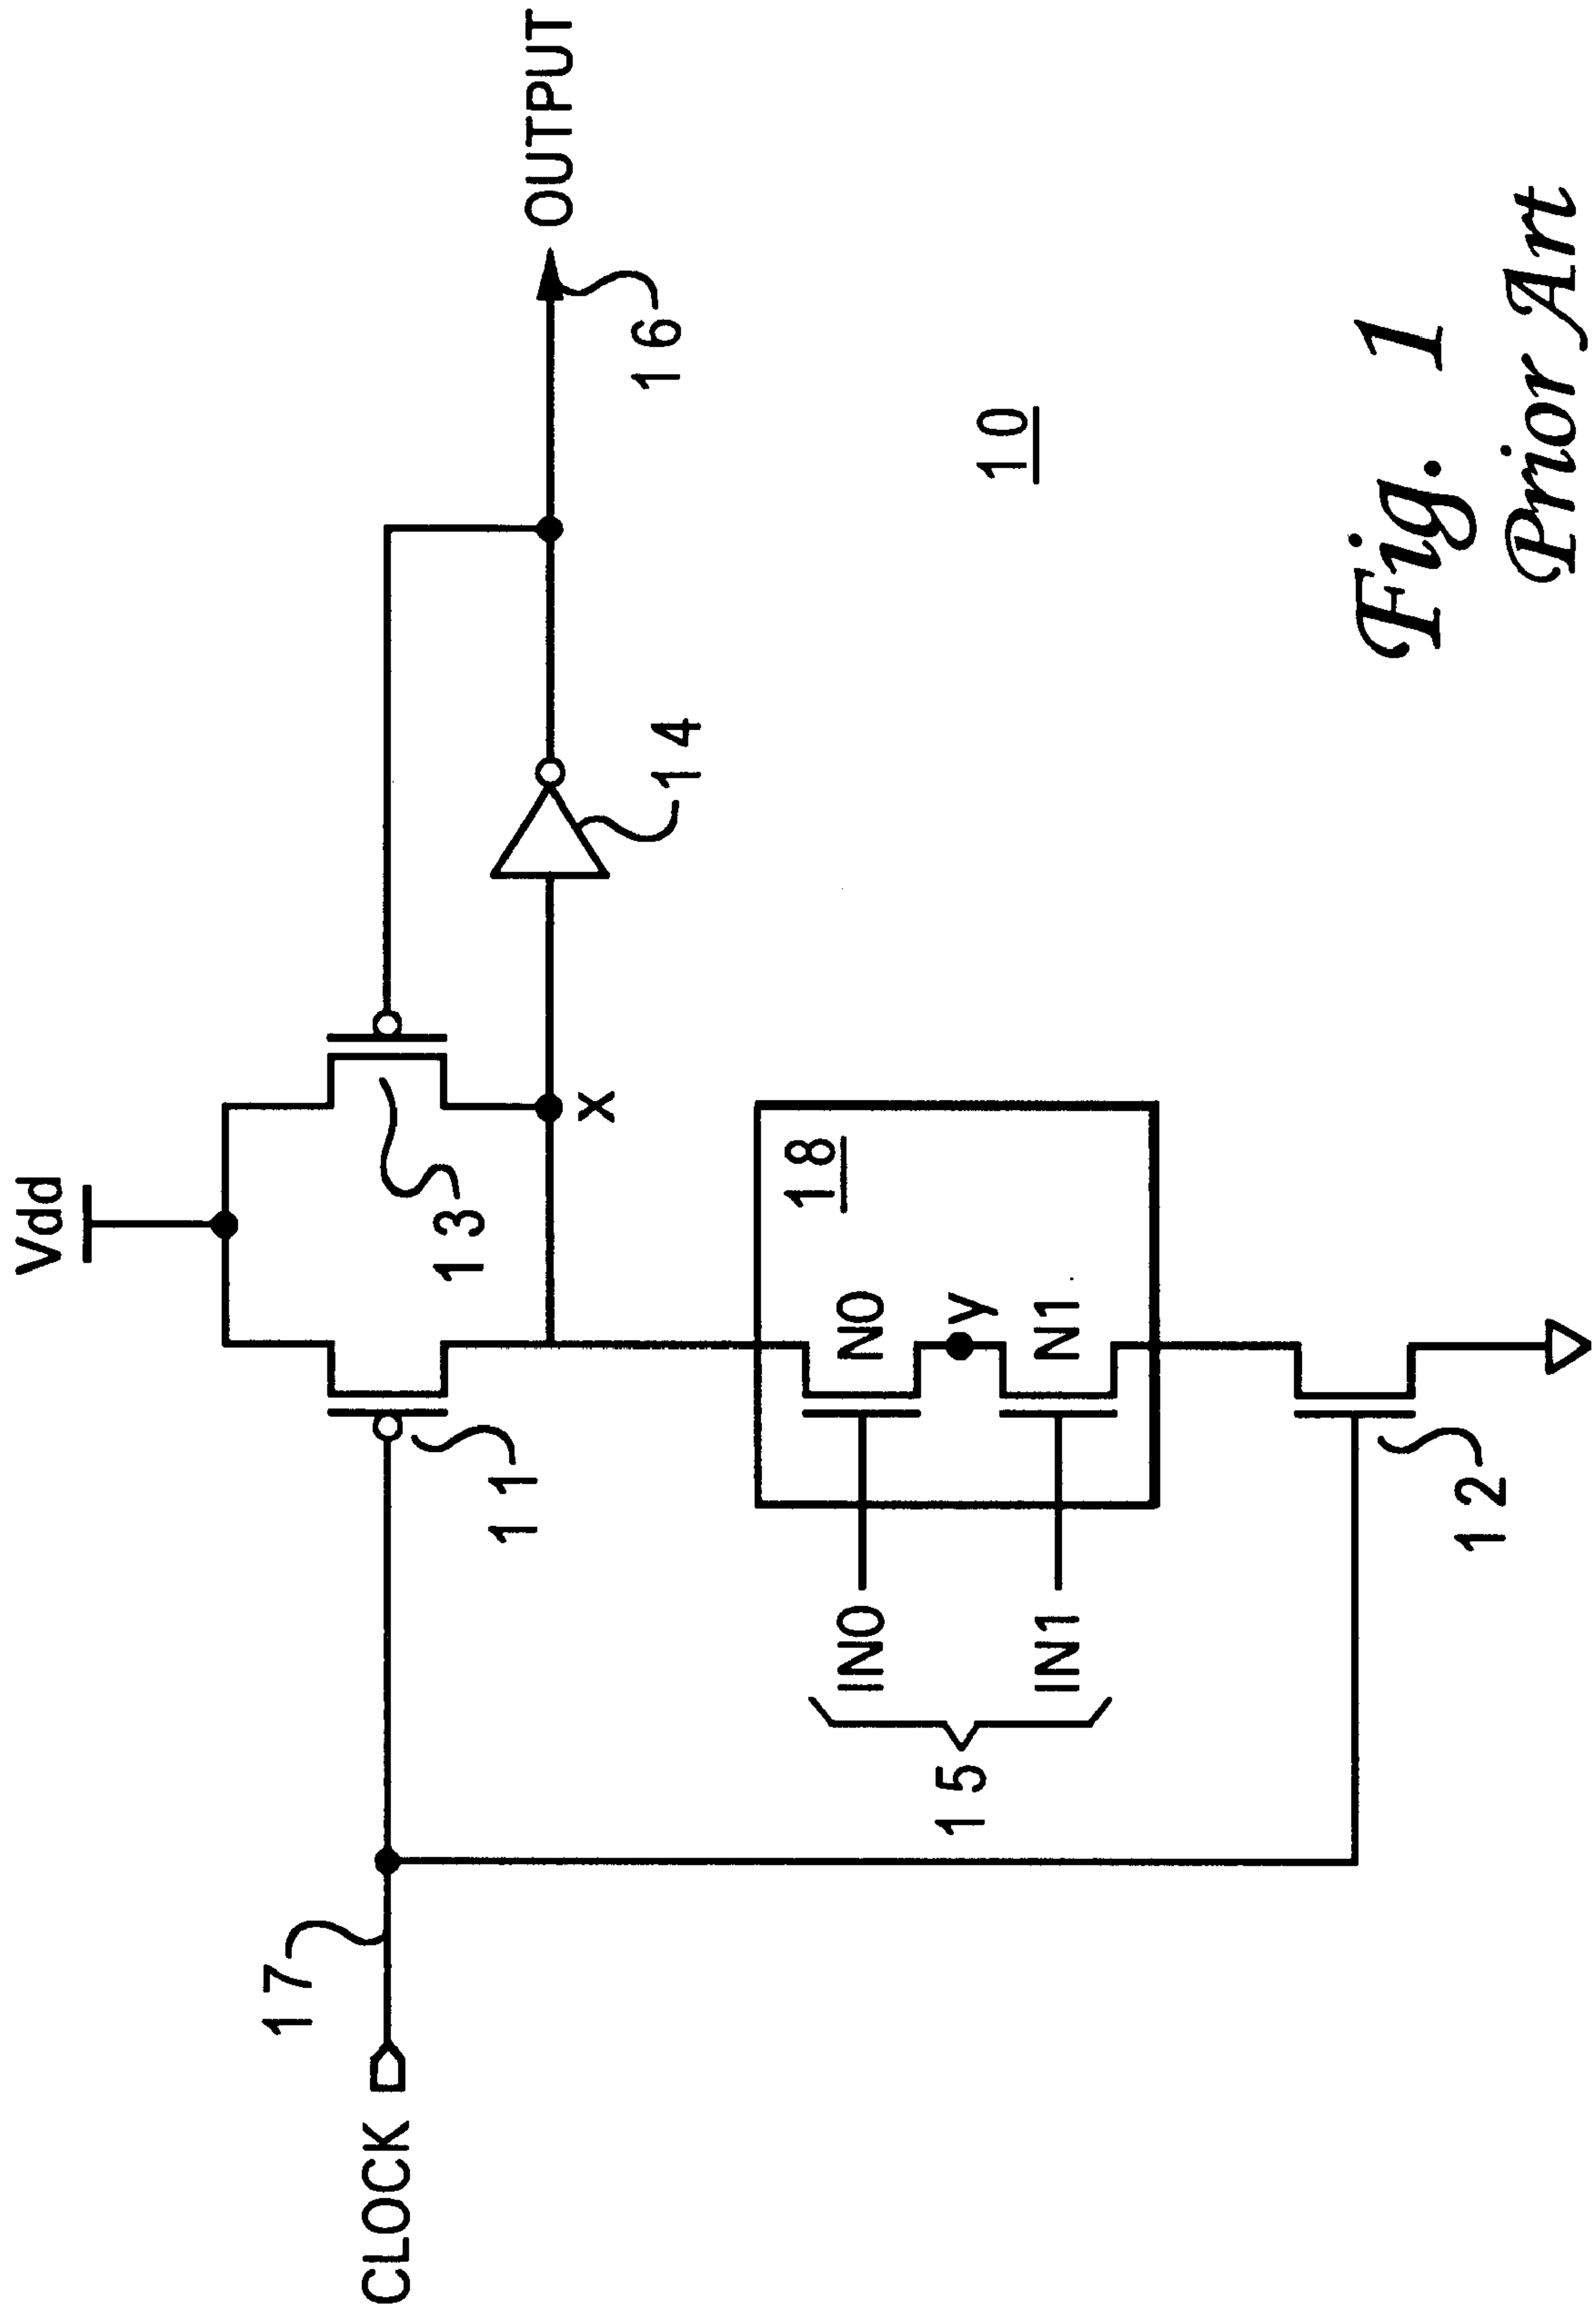 Vdd
13
11
17
CLOCK
x
OUTPUT
16
14
18
IN0
N0
15
y
IN1
N1
12
10
Fig. 1
Prior Art